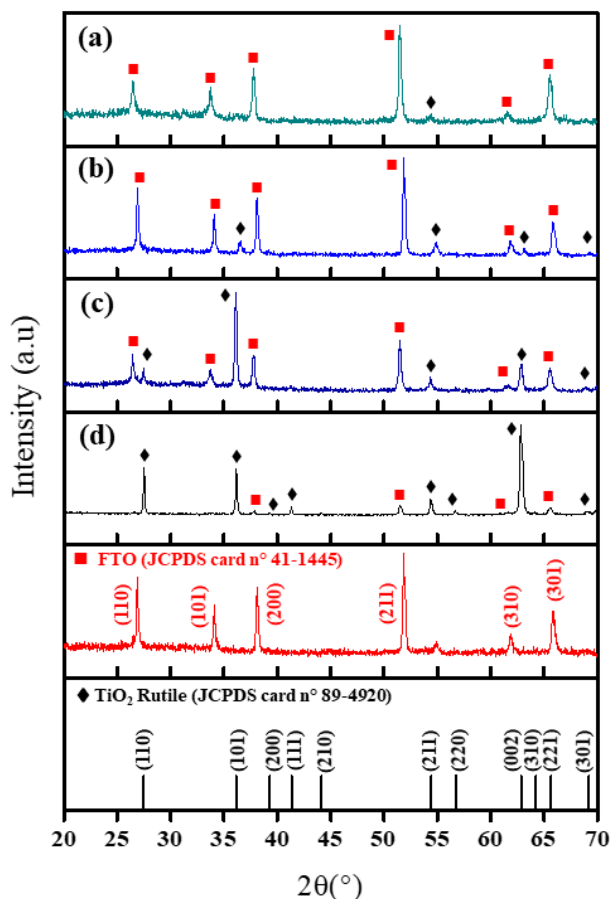 (a)
(b)
(c)
(d)
Intensity (a.u)
■ FTO (JCPDS card n° 41-1445)
(110) (101) (200) (211) (310) (301)
◆ TiO₂ Rutile (JCPDS card n° 89-4920)
(110) (101) (200) (111) (210) (211) (220) (002) (310) (221) (301)
20 25 30 35 40 45 50 55 60 65 70
2θ(°)